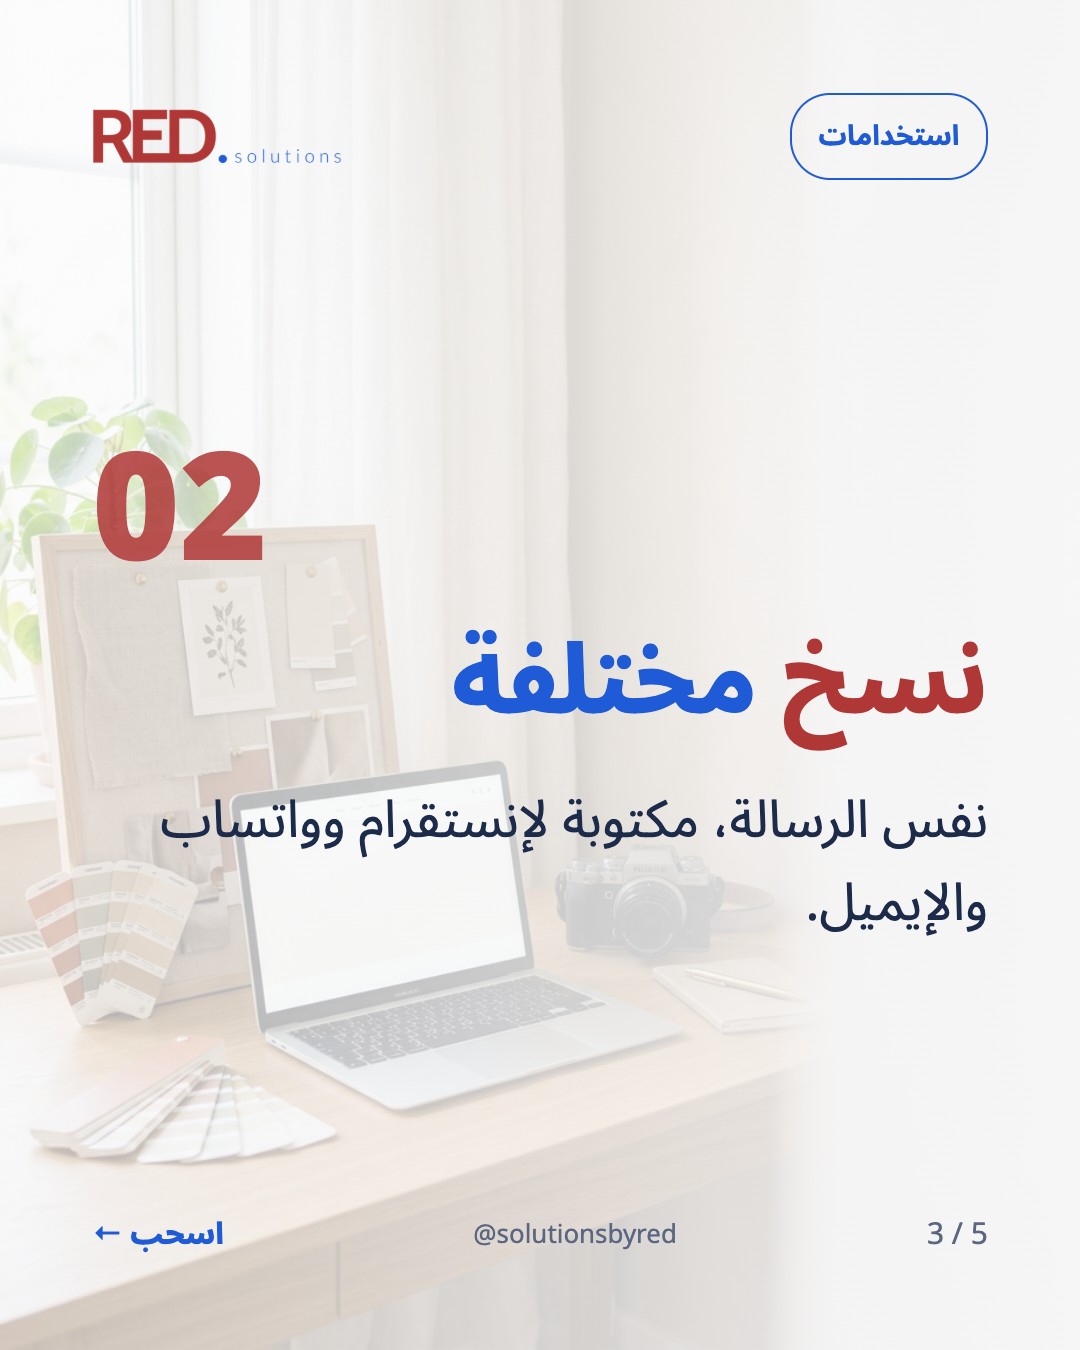 RED. solutions
استخدامات
02
نسخ مختلفة
نفس الرسالة، مكتوبة لإنستقرام وواتساب
والإيميل.
3 / 5
@solutionsbyred
اسحب ←